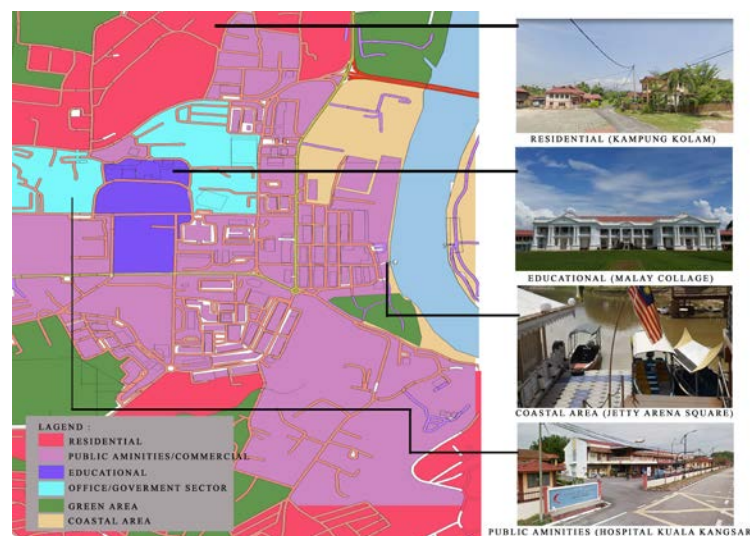 RESIDENTIAL (KAMPUNG KOLAM)
EDUCATIONAL (MALAY COLLAGE)
COASTAL AREA (JETTY ARENA SQUARE)
PUBLIC AMINITIES (HOSPITAL KUALA KANGSAR
LAGEND :
RESIDENTIAL
PUBLIC AMINITIES/COMMERCIAL
EDUCATIONAL
OFFICE/GOVERMENT SECTOR
GREEN AREA
COASTAL AREA